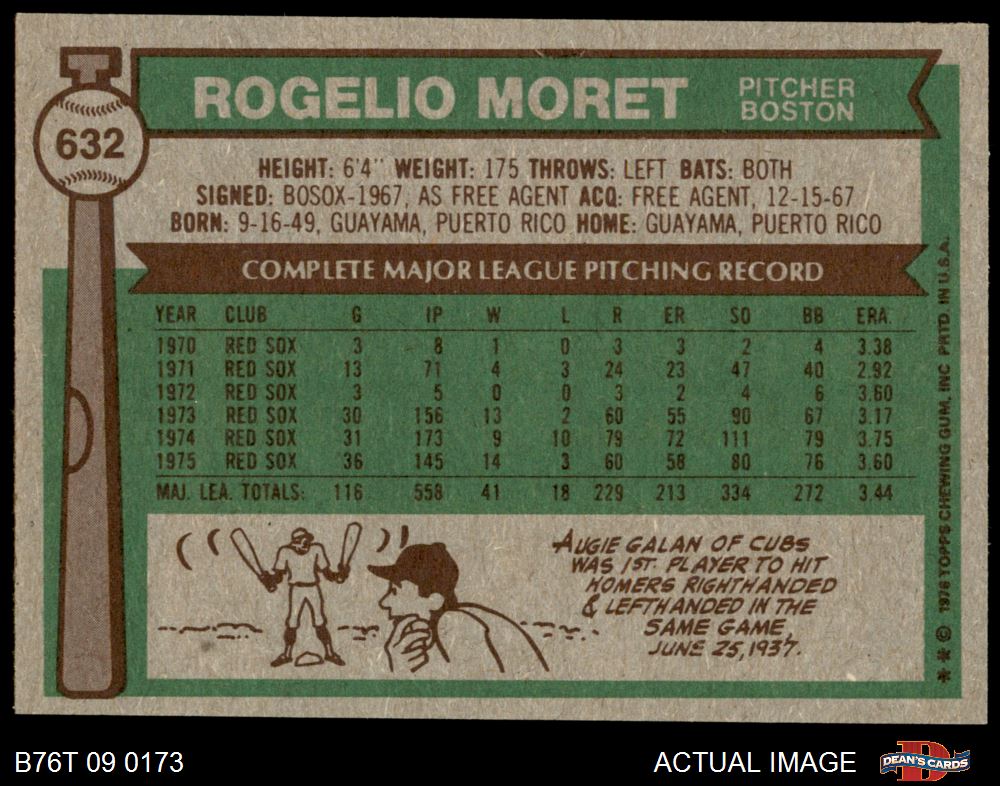 632
ROGELIO MORET
PITCHER
BOSTON
HEIGHT: 6'4" WEIGHT: 175 THROWS: LEFT BATS: BOTH
SIGNED: BOSOX-1967, AS FREE AGENT ACQ: FREE AGENT, 12-15-67
BORN: 9-16-49, GUAYAMA, PUERTO RICO HOME: GUAYAMA, PUERTO RICO
COMPLETE MAJOR LEAGUE PITCHING RECORD
YEAR CLUB G IP W L R ER SO BB ERA.
1970 RED SOX 3 8 1 0 3 3 2 4 3.38
1971 RED SOX 13 71 4 3 24 23 47 40 2.92
1972 RED SOX 3 5 0 0 3 2 4 6 3.60
1973 RED SOX 30 156 13 2 60 55 90 67 3.17
1974 RED SOX 31 173 9 10 79 72 111 79 3.75
1975 RED SOX 36 145 14 3 60 58 80 76 3.60
MAJ. LEA. TOTALS: 116 558 41 18 229 213 334 272 3.44
AUGIE GALAN OF CUBS
WAS 1ST. PLAYER TO HIT
HOMERS RIGHTHANDED
& LEFTHANDED IN THE
SAME GAME,
JUNE 25, 1937.
** © 1976 TOPPS CHEWING GUM, INC PRTD. IN U.S.A.
B76T 09 0173
ACTUAL IMAGE
D
DEAN'S CARDS